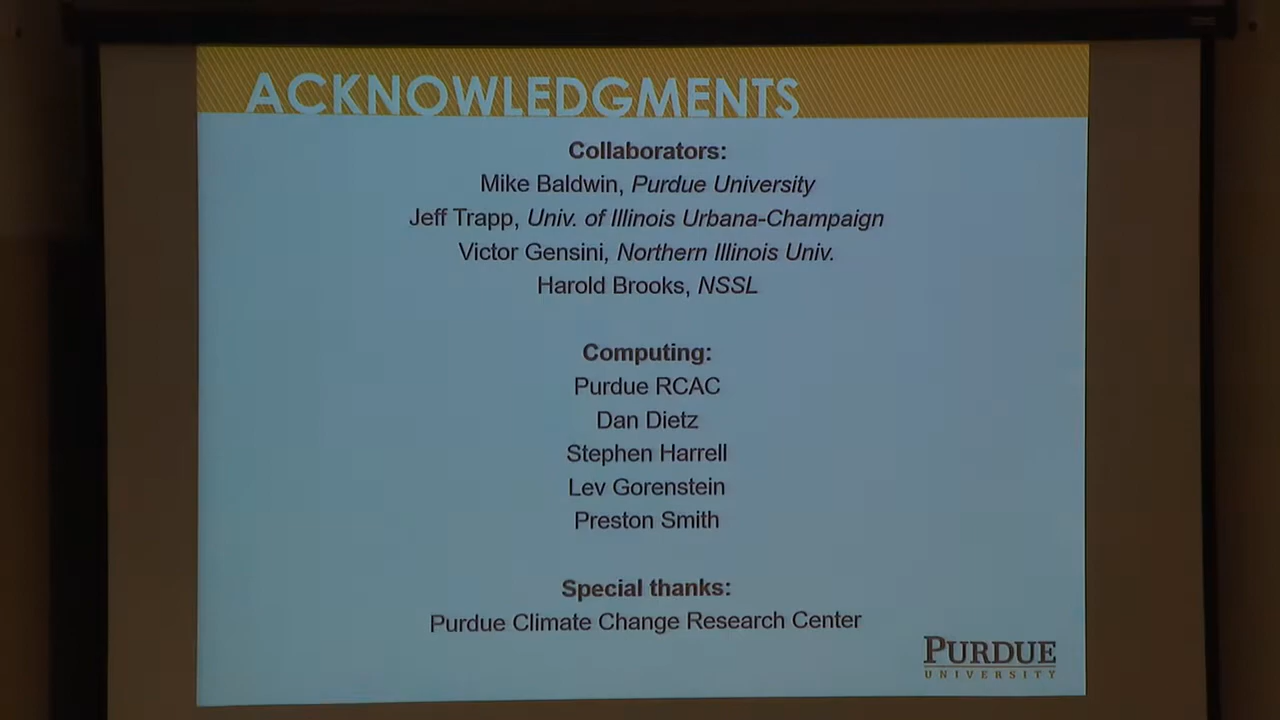 ACKNOWLEDGMENTS
Collaborators:
Mike Baldwin, Purdue University
Jeff Trapp, Univ. of Illinois Urbana-Champaign
Victor Gensini, Northern Illinois Univ.
Harold Brooks, NSSL
Computing:
Purdue RCAC
Dan Dietz
Stephen Harrell
Lev Gorenstein
Preston Smith
Special thanks:
Purdue Climate Change Research Center
PURDUE
UNIVERSITY